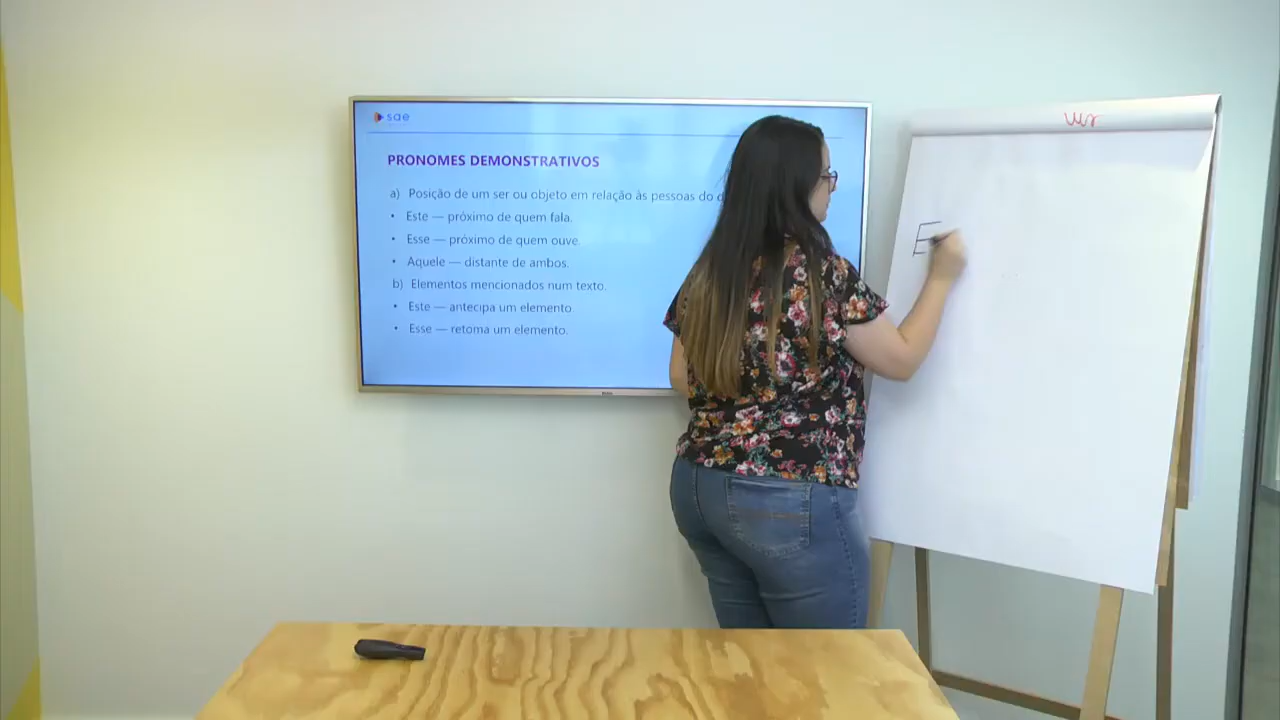 sae
PRONOMES DEMONSTRATIVOS
a) Posição de um ser ou objeto em relação às pessoas do d
• Este — próximo de quem fala.
• Esse — próximo de quem ouve.
• Aquele — distante de ambos.
b) Elementos mencionados num texto.
• Este — antecipa um elemento.
• Esse — retoma um elemento.
E